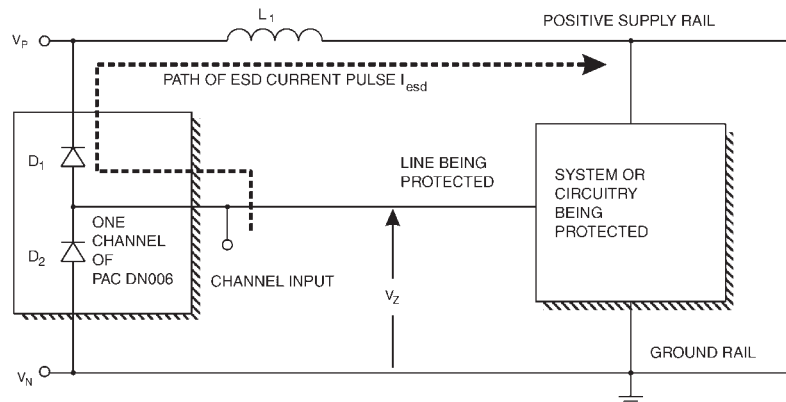 L1
POSITIVE SUPPLY RAIL
VP
PATH OF ESD CURRENT PULSE Iesd
D1
LINE BEING
PROTECTED
SYSTEM OR
CIRCUITRY
BEING
PROTECTED
ONE
CHANNEL
OF
PAC DN006
D2
CHANNEL INPUT
VZ
GROUND RAIL
VN